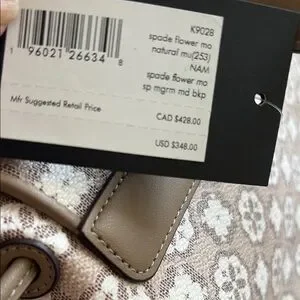 K9028
spade flower mo
natural mu(253)
NAM
spade flower mo
sp mgrm md bkp
1 96021 26634 8
Mfr Suggested Retail Price
CAD $428.00
USD $348.00